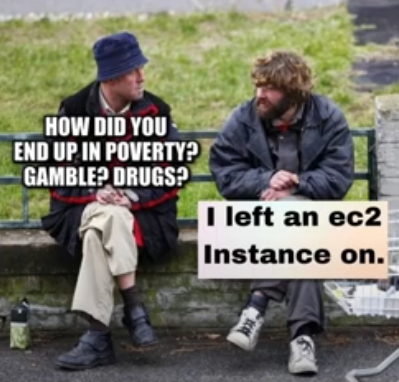 HOW DID YOU
END UP IN POVERTY?
GAMBLE? DRUGS?
I left an ec2
Instance on.